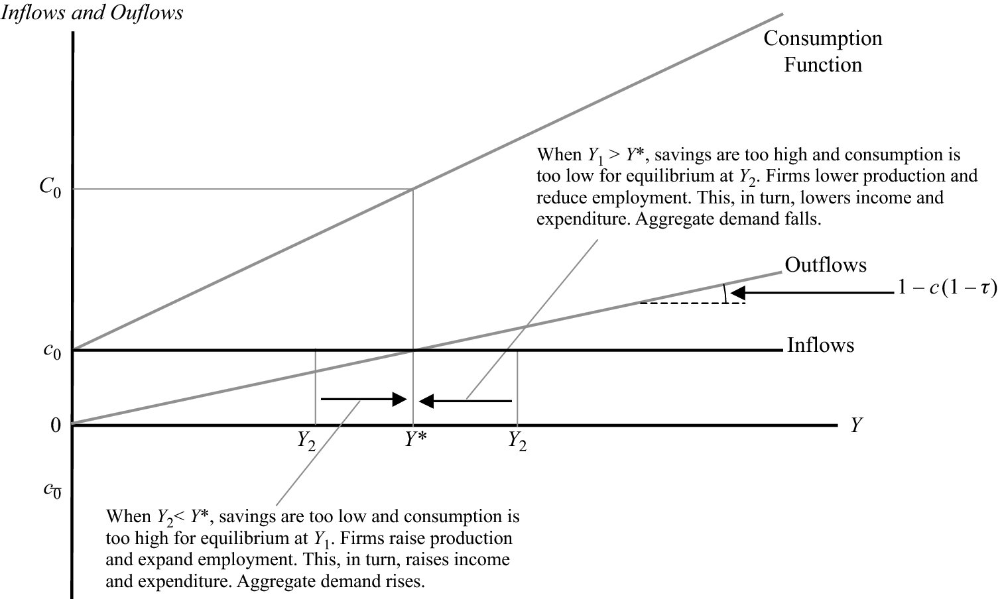 Inflows and Ouflows
Consumption
Function
When Y₁ > Y*, savings are too high and consumption is
too low for equilibrium at Y₂. Firms lower production and
reduce employment. This, in turn, lowers income and
expenditure. Aggregate demand falls.
C₀
Outflows
1 – c(1 – τ)
c₀
Inflows
0
Y
Y₂
Y*
Y₂
c₀̅
When Y₂< Y*, savings are too low and consumption is
too high for equilibrium at Y₁. Firms raise production
and expand employment. This, in turn, raises income
and expenditure. Aggregate demand rises.